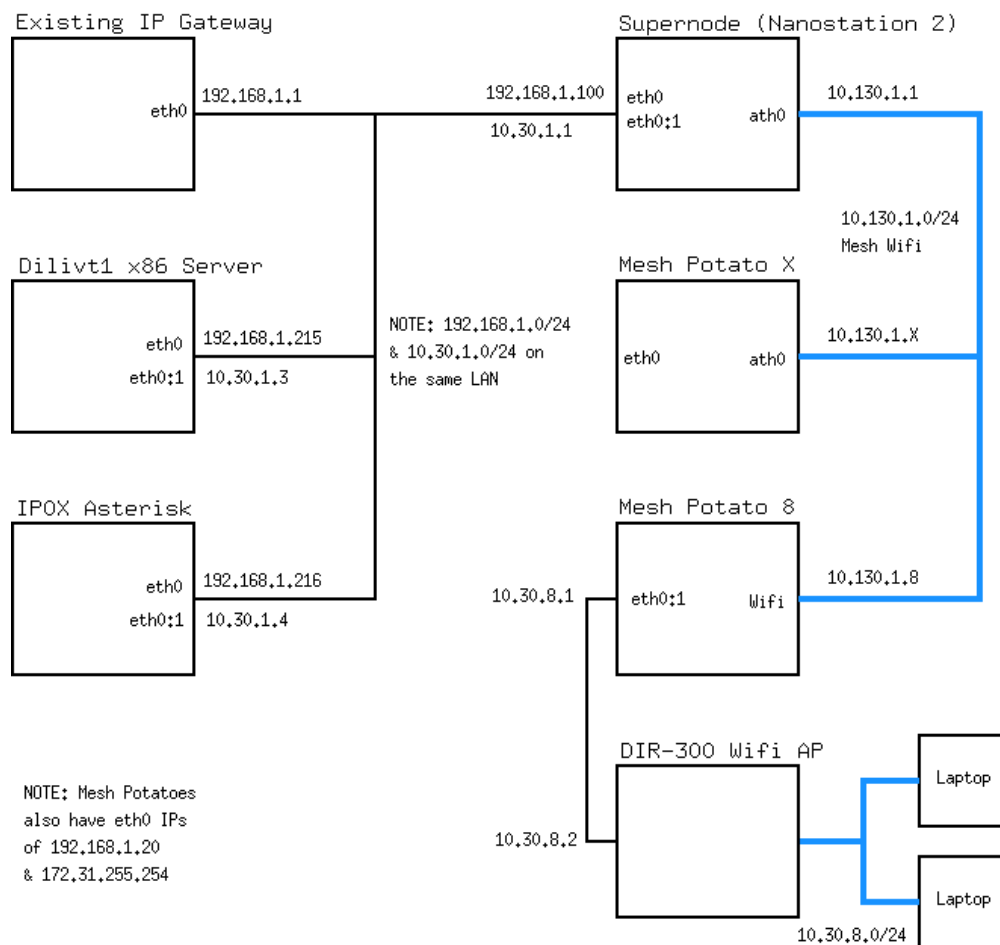 Existing IP Gateway
eth0
192.168.1.1
Supernode (Nanostation 2)
192.168.1.100
10.30.1.1
eth0
eth0:1
ath0
10.130.1.1
10.130.1.0/24
Mesh Wifi
Dilivt1 x86 Server
eth0
eth0:1
192.168.1.215
10.30.1.3
NOTE: 192.168.1.0/24
& 10.30.1.0/24 on
the same LAN
Mesh Potato X
eth0
ath0
10.130.1.X
IPOX Asterisk
eth0
eth0:1
192.168.1.216
10.30.1.4
Mesh Potato 8
10.30.8.1
eth0:1
Wifi
10.130.1.8
NOTE: Mesh Potatoes
also have eth0 IPs
of 192.168.1.20
& 172.31.255.254
DIR-300 Wifi AP
10.30.8.2
Laptop
Laptop
10.30.8.0/24